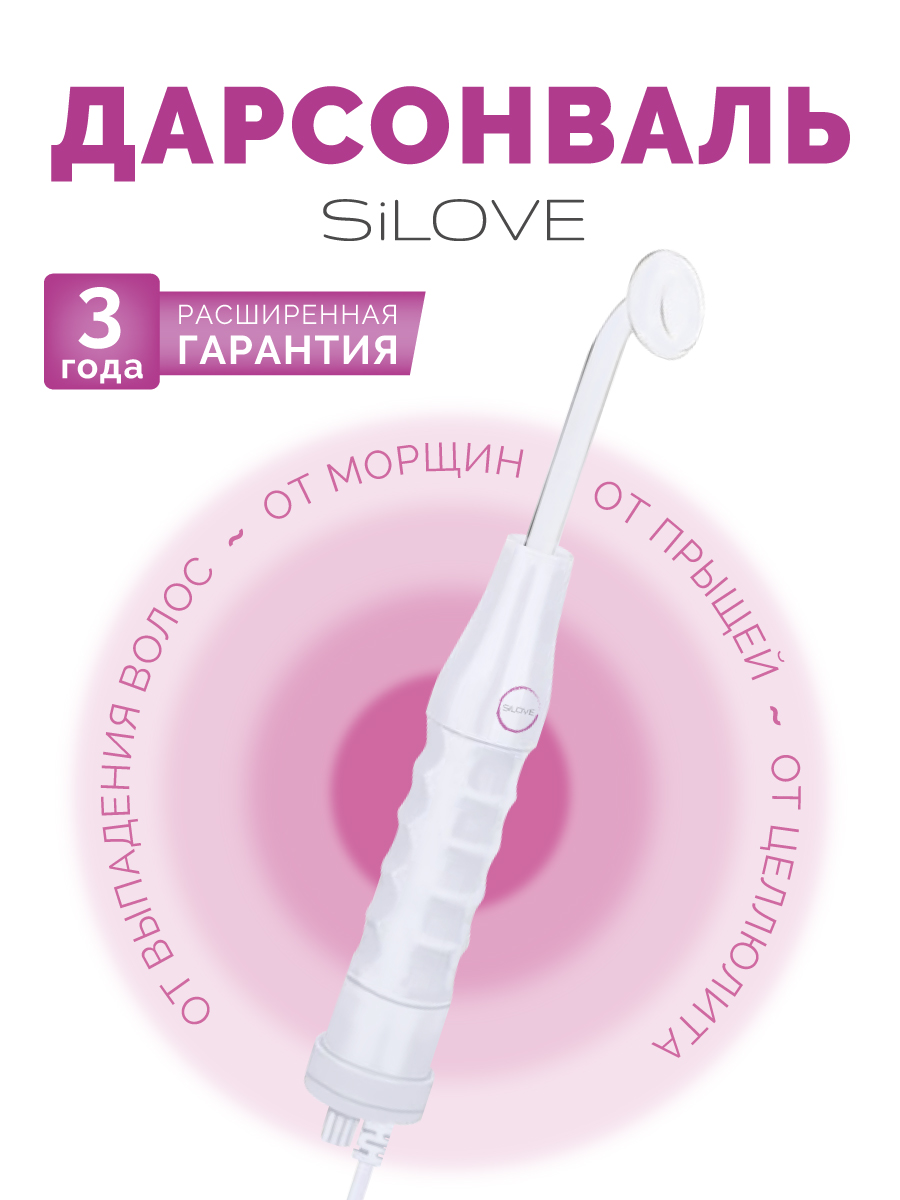 ДАРСОНВАЛЬ
SiLOVE
3
года
РАСШИРЕННАЯ
ГАРАНТИЯ
ОТ ВЫПАДЕНИЯ ВОЛОС ~ ОТ МОРЩИН
ОТ ПРЫЩЕЙ ~ ОТ ЦЕЛЛЮЛИТА
SiLOVE